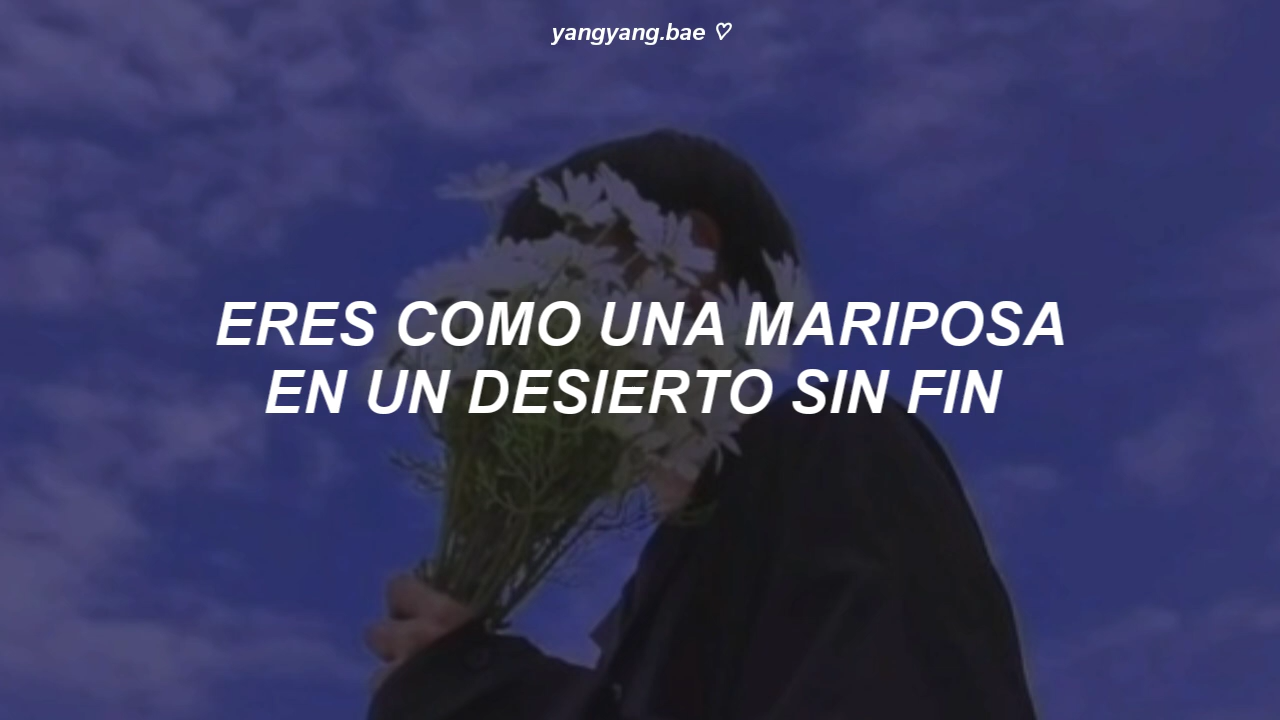 yangyang.bae ♡
ERES COMO UNA MARIPOSA
EN UN DESIERTO SIN FIN